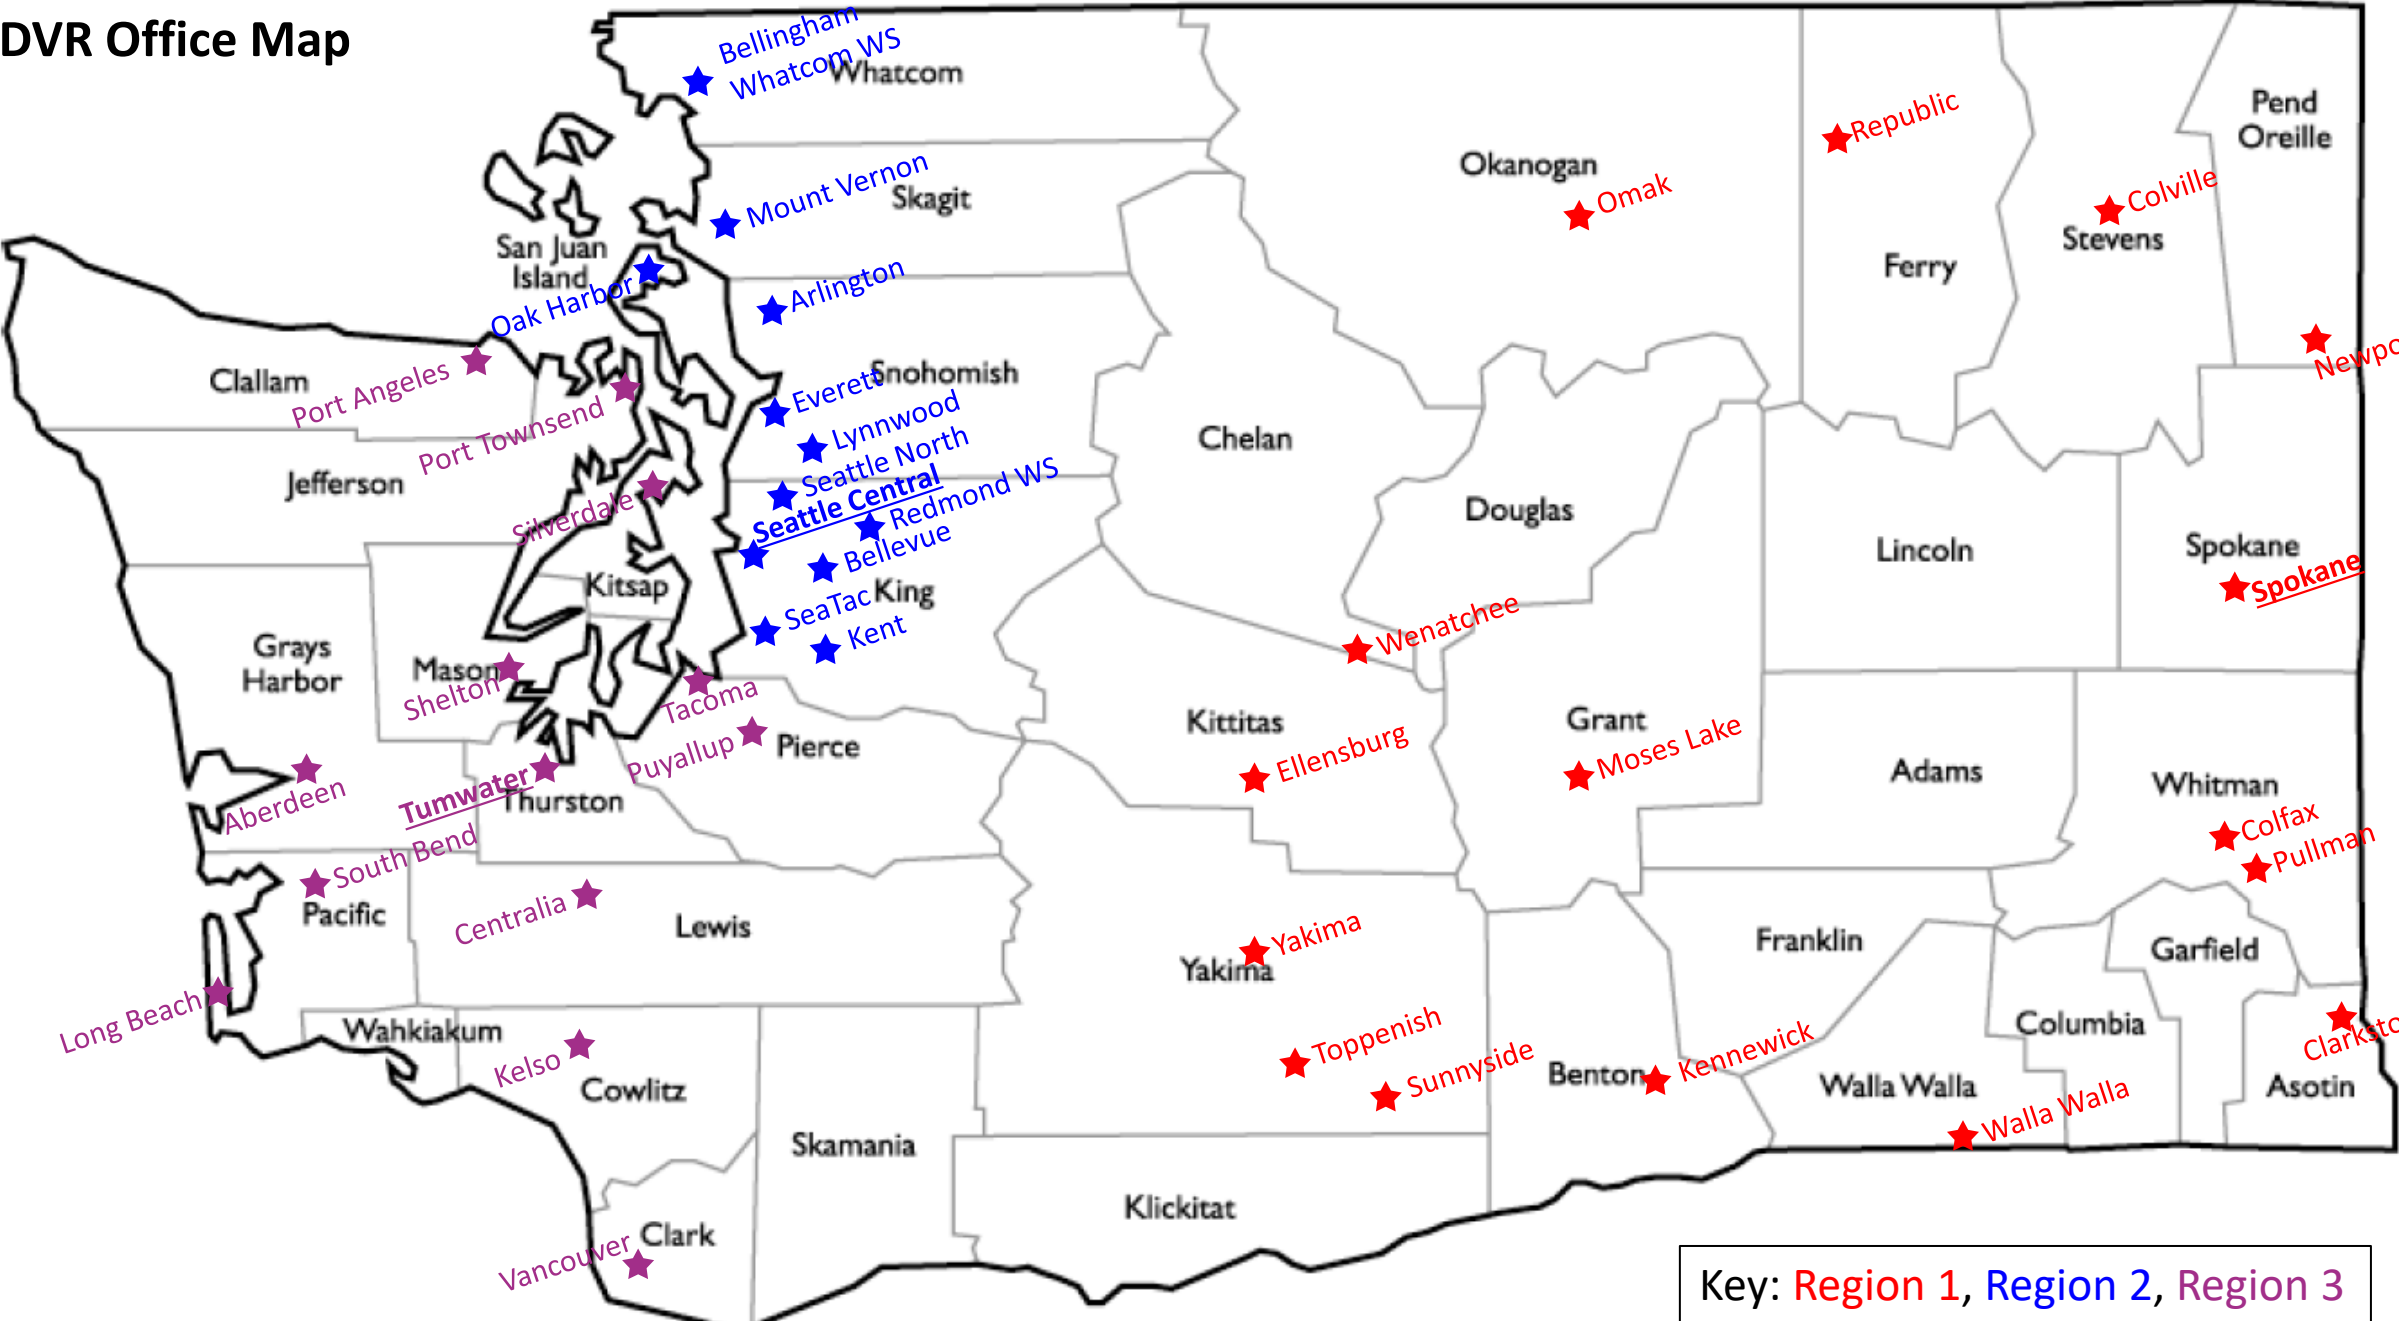 DVR Office Map
Bellingham
Whatcom WS
Whatcom
Pend
Oreille
Republic
Okanogan
Omak
Mount Vernon
Skagit
Colville
Stevens
San Juan
Island
Ferry
Oak Harbor
Arlington
Newpo
Clallam
Port Angeles
Snohomish
Everett
Port Townsend
Lynnwood
Chelan
Seattle North
Jefferson
Seattle Central
Redmond WS
Silverdale
Douglas
Bellevue
Lincoln
Spokane
Spokane
Kitsap
King
SeaTac
Kent
Wenatchee
Grays
Harbor
Mason
Shelton
Tacoma
Puyallup
Pierce
Kittitas
Ellensburg
Grant
Moses Lake
Adams
Whitman
Colfax
Pullman
Aberdeen
Tumwater
Thurston
South Bend
Pacific
Centralia
Lewis
Yakima
Yakima
Franklin
Garfield
Long Beach
Wahkiakum
Kelso
Cowlitz
Toppenish
Sunnyside
Benton
Kennewick
Columbia
Clarksto
Walla Walla
Walla Walla
Asotin
Skamania
Klickitat
Clark
Vancouver
Key: Region 1, Region 2, Region 3